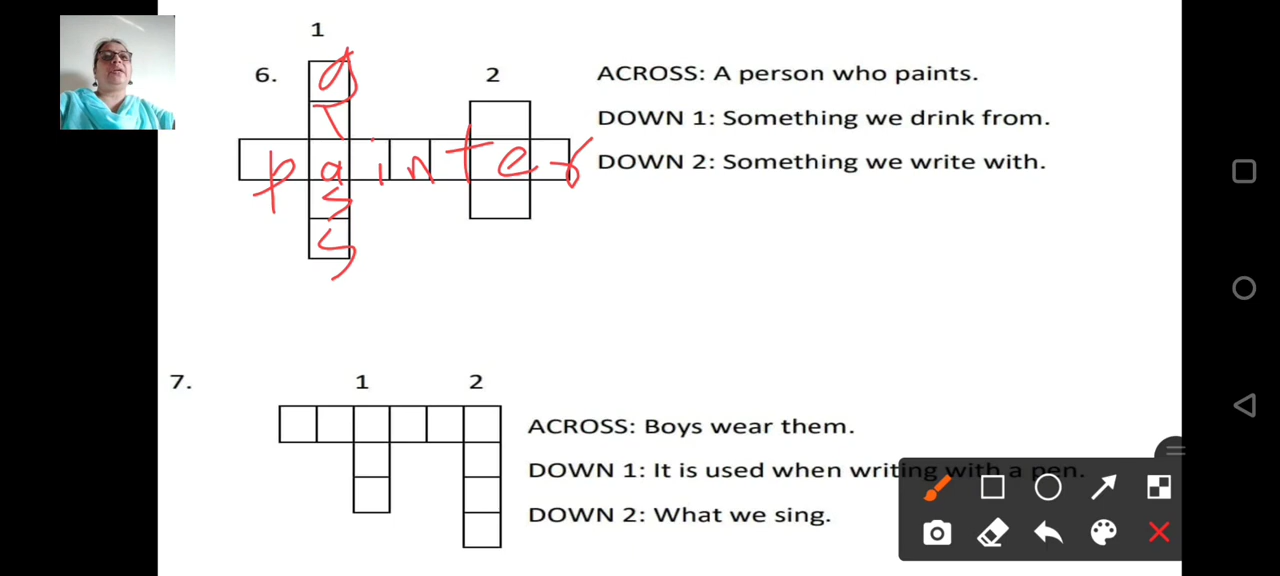 1
6.
2
glass
painter
ACROSS: A person who paints.
DOWN 1: Something we drink from.
DOWN 2: Something we write with.
7.
1
2
ACROSS: Boys wear them.
DOWN 1: It is used when writing with a pen.
DOWN 2: What we sing.